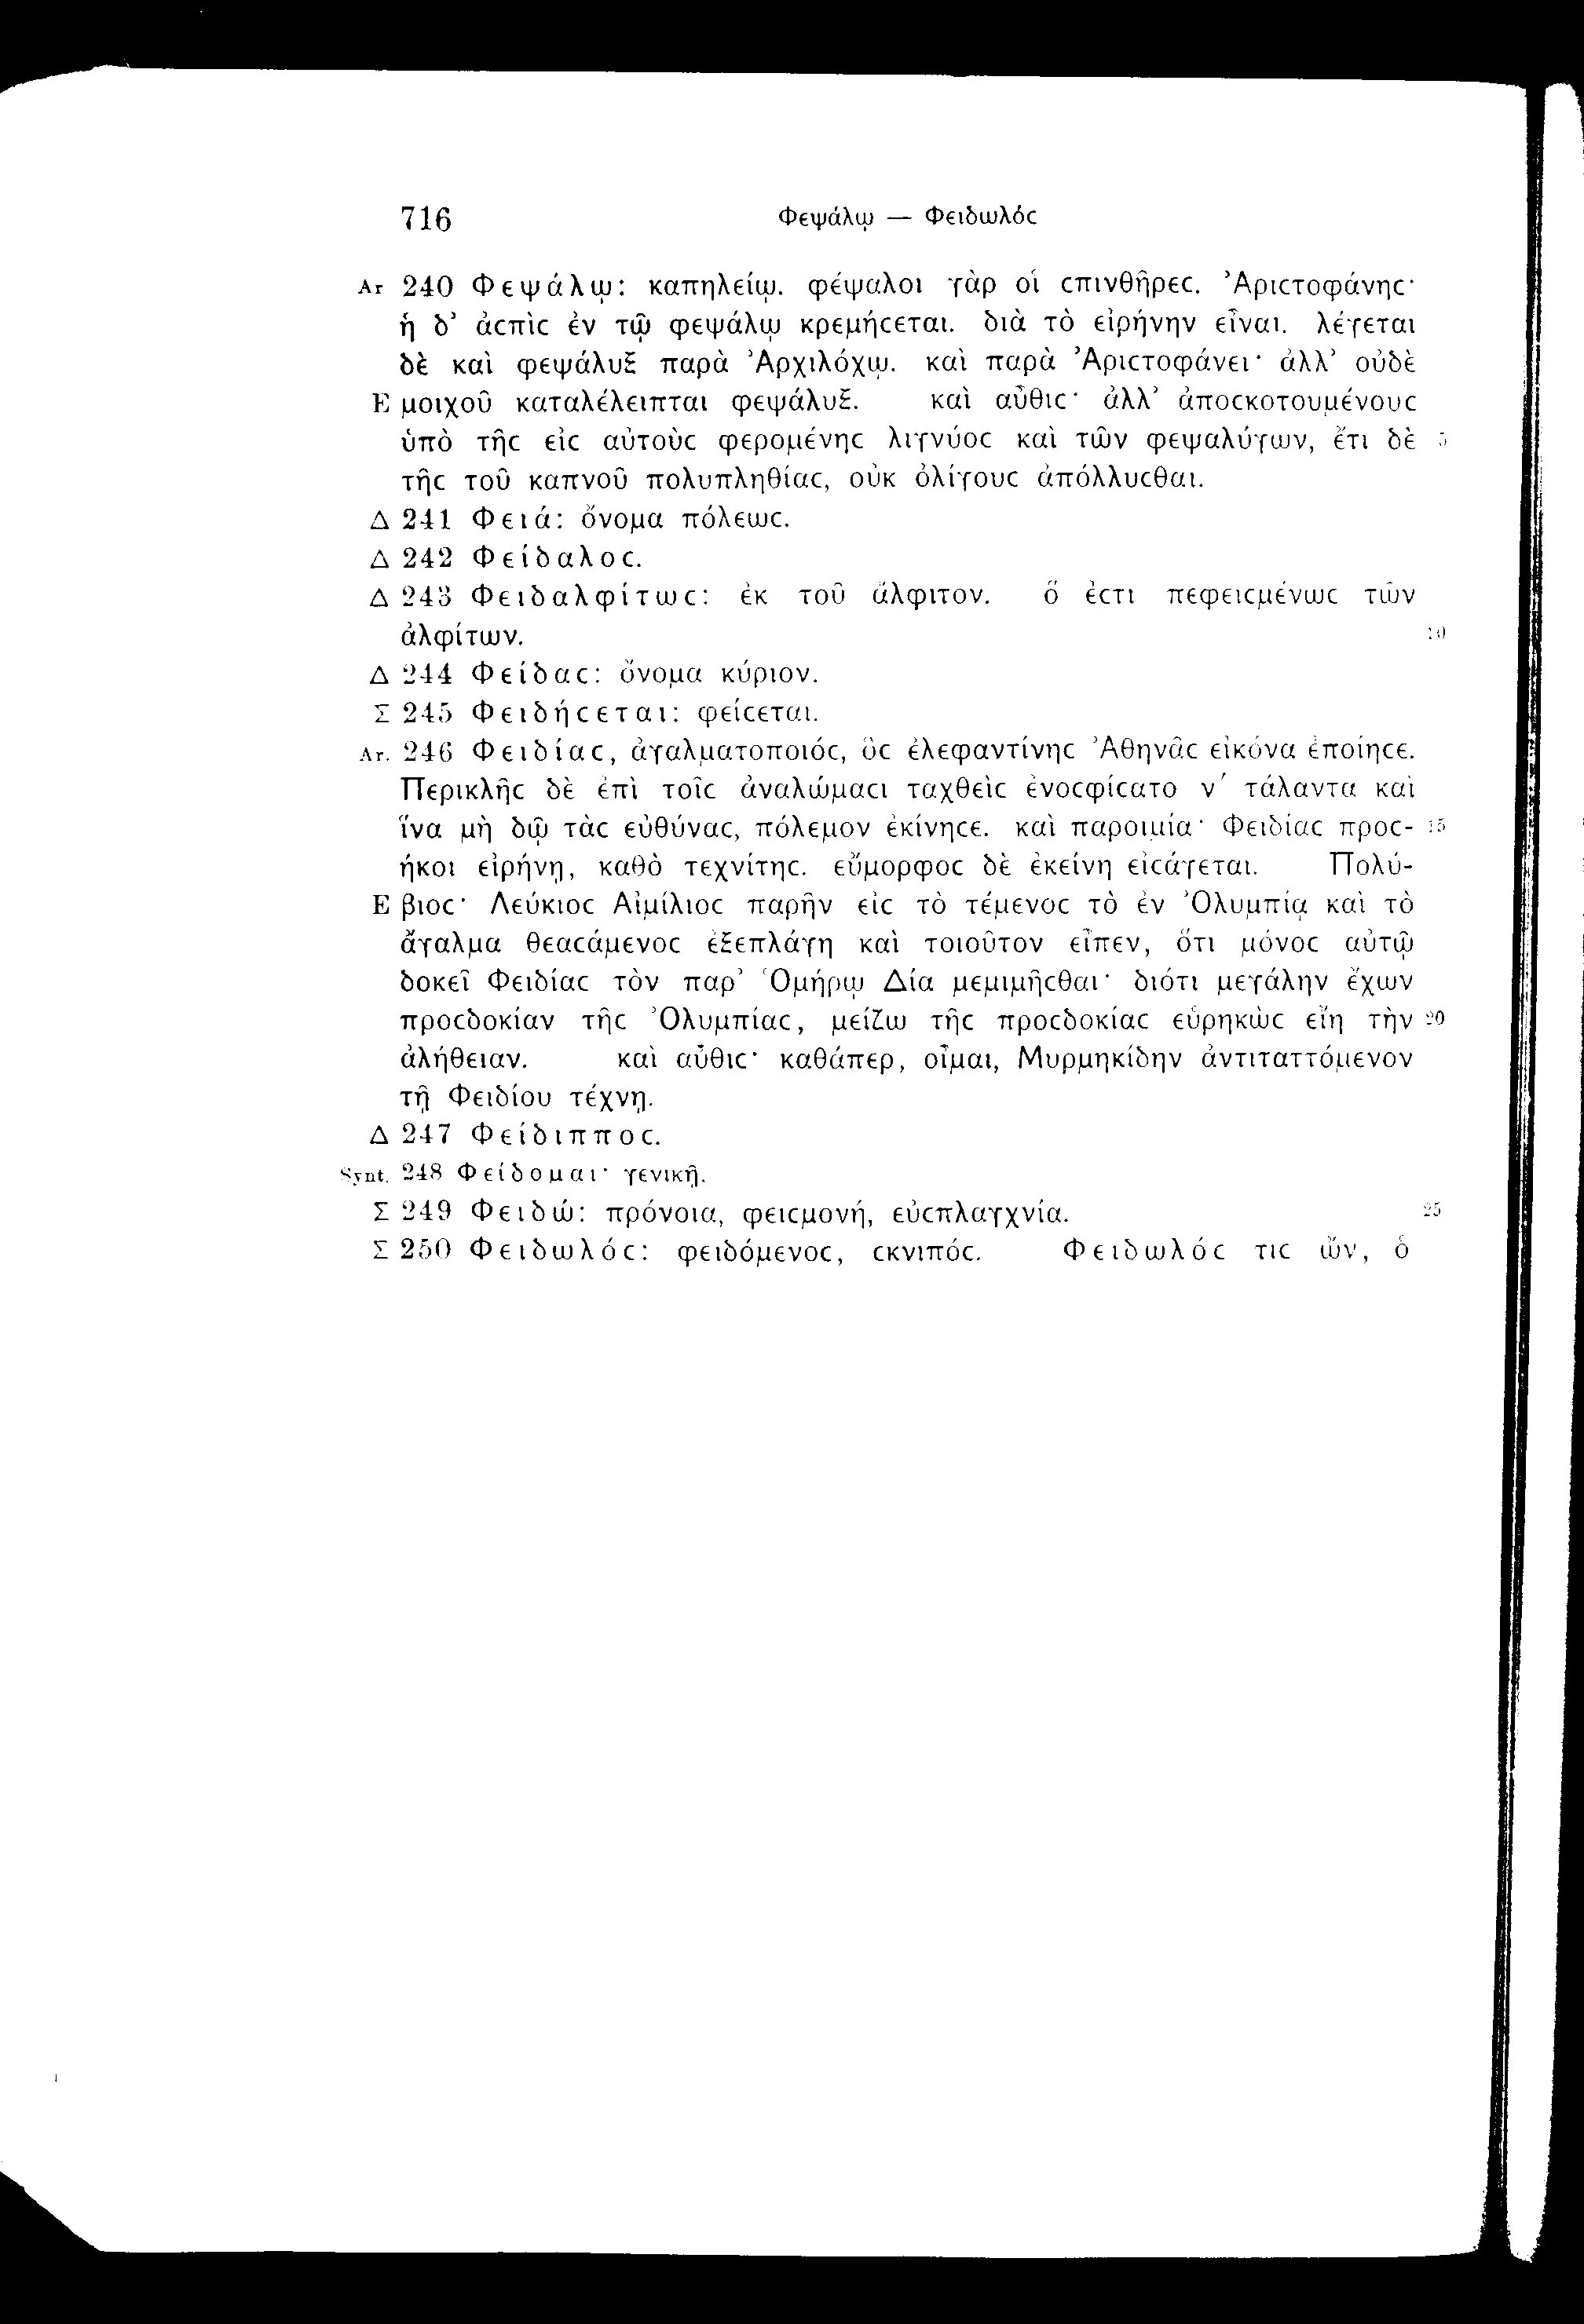 716 Φεψάλῳ — Φειδωλόϲ
Ar 240 Φεψάλῳ: καπηλείῳ. φέψαλοι γὰρ οἱ ϲπινθῆρεϲ. Ἀριϲτοφάνηϲ·
ἡ δ’ ἀϲπὶϲ ἐν τῷ φεψάλῳ κρεμήϲεται. διὰ τὸ εἰρήνην εἶναι. λέγεται
δὲ καὶ φεψάλυξ παρὰ Ἀρχιλόχῳ. καὶ παρὰ Ἀριϲτοφάνει· ἀλλ’ οὐδὲ
E μοιχοῦ καταλέλειπται φεψάλυξ. καὶ αὖθιϲ· ἀλλ’ ἀποϲκοτουμένουϲ
ὑπὸ τῆϲ εἰϲ αὐτοὺϲ φερομένηϲ λιγνύοϲ καὶ τῶν φεψαλύγων, ἔτι δὲ 5
τῆϲ τοῦ καπνοῦ πολυπληθίαϲ, οὐκ ὀλίγουϲ ἀπόλλυϲθαι.
Δ 241 Φειά: ὄνομα πόλεωϲ.
Δ 242 Φείδαλοϲ.
Δ 243 Φειδαλφίτωϲ: ἐκ τοῦ ἄλφιτον. ὅ ἐϲτι πεφειϲμένωϲ τῶν
ἀλφίτων. 10
Δ 244 Φείδαϲ: ὄνομα κύριον.
Σ 245 Φειδήϲεται: φείϲεται.
Ar. 246 Φειδίαϲ, ἀγαλματοποιόϲ, ὃϲ ἐλεφαντίνηϲ Ἀθηνᾶϲ εἰκόνα ἐποίηϲε.
Περικλῆϲ δὲ ἐπὶ τοῖϲ ἀναλώμαϲι ταχθεὶϲ ἐνοϲφίϲατο ν′ τάλαντα καὶ
ἵνα μὴ δῷ τὰϲ εὐθύναϲ, πόλεμον ἐκίνηϲε. καὶ παροιμία· Φειδίαϲ προϲ- 15
ήκοι εἰρήνῃ, καθὸ τεχνίτηϲ. εὔμορφοϲ δὲ ἐκείνη εἰϲάγεται. Πολύ-
E βιοϲ· Λεύκιοϲ Αἰμίλιοϲ παρῆν εἰϲ τὸ τέμενοϲ τὸ ἐν Ὀλυμπίᾳ καὶ τὸ
ἄγαλμα θεαϲάμενοϲ ἐξεπλάγη καὶ τοιοῦτον εἶπεν, ὅτι μόνοϲ αὐτῷ
δοκεῖ Φειδίαϲ τὸν παρ’ Ὁμήρῳ Δία μεμιμῆϲθαι· διότι μεγάλην ἔχων
προϲδοκίαν τῆϲ Ὀλυμπίαϲ, μείζω τῆϲ προϲδοκίαϲ εὑρηκὼϲ εἴη τὴν 20
ἀλήθειαν. καὶ αὖθιϲ· καθάπερ, οἶμαι, Μυρμηκίδην ἀντιταττόμενον
τῇ Φειδίου τέχνῃ.
Δ 247 Φείδιπποϲ.
Synt. 248 Φείδομαι· γενικῇ.
Σ 249 Φειδώ: πρόνοια, φειϲμονή, εὐϲπλαγχνία. 25
Σ 250 Φειδωλόϲ: φειδόμενοϲ, ϲκνιπόϲ. Φειδωλόϲ τιϲ ὤν, ὁ